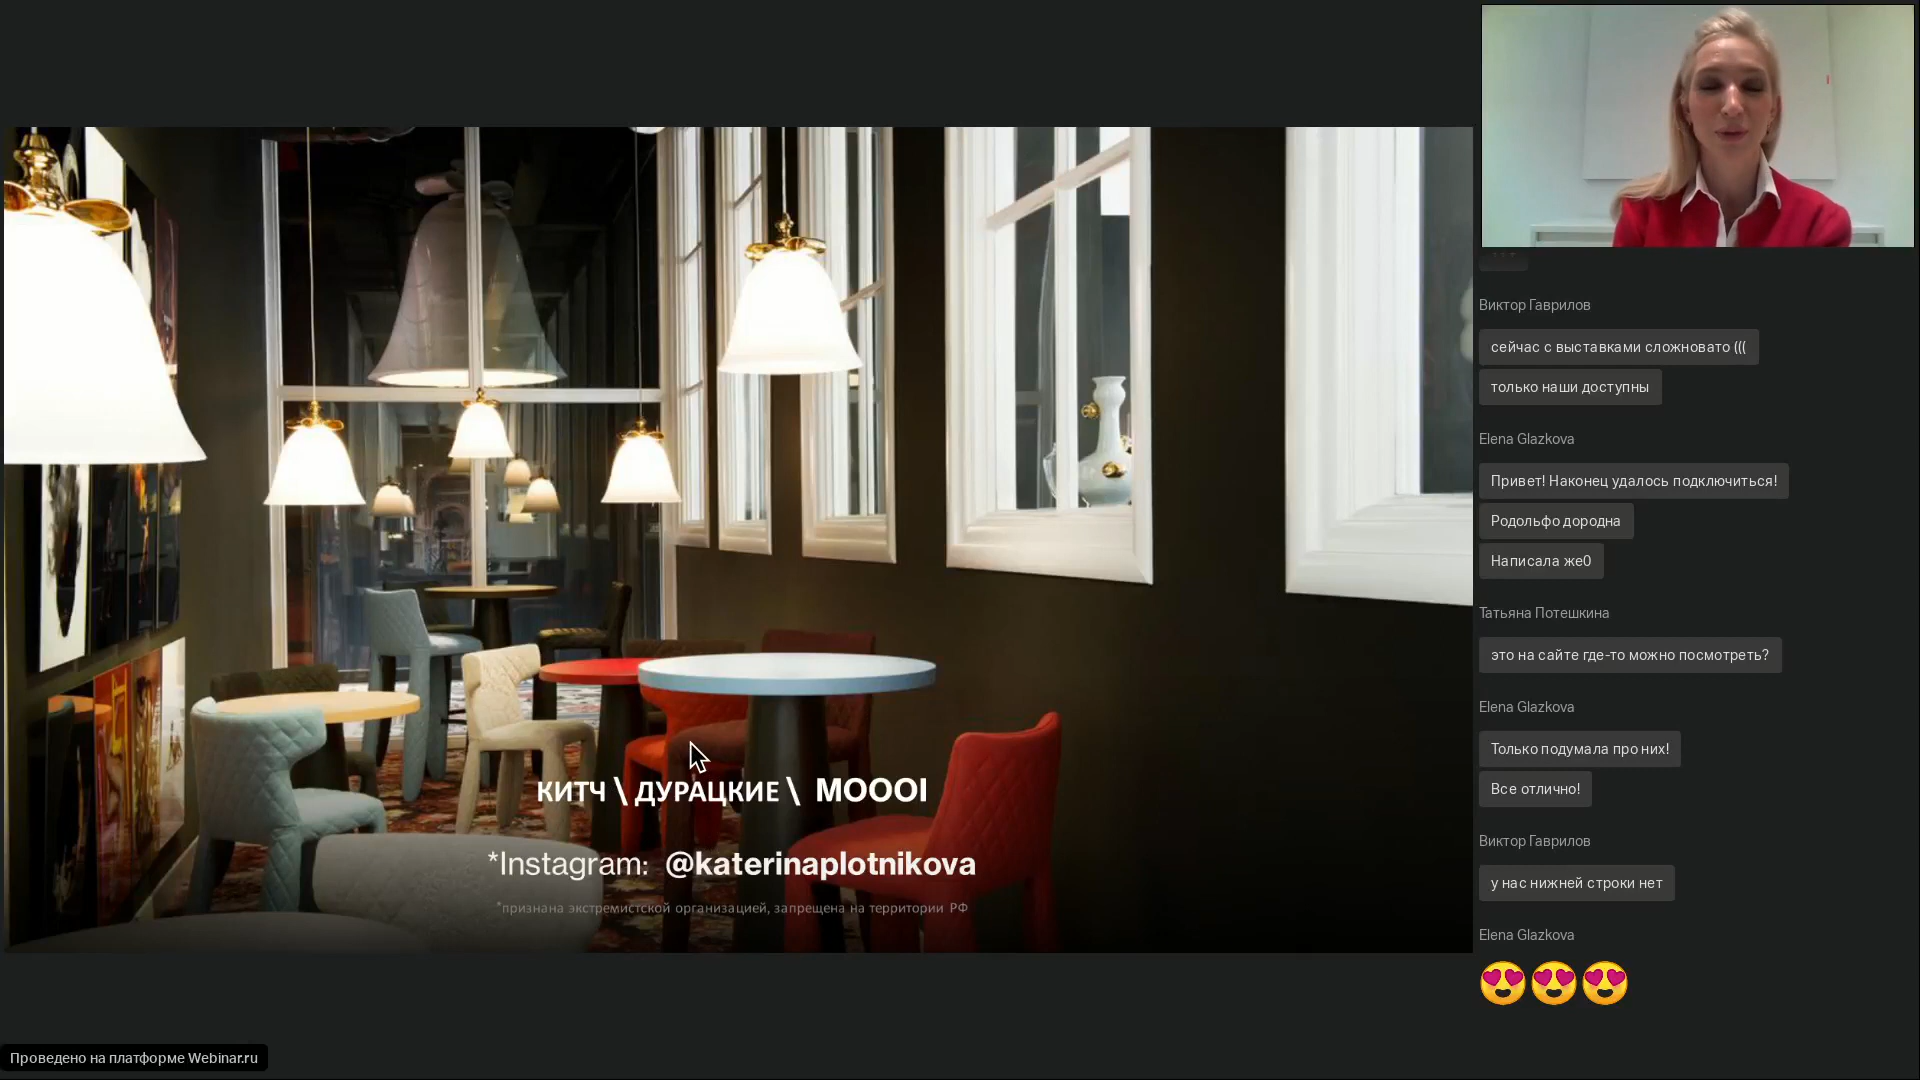 КИТЧ \ ДУРАЦКИЕ \ MOOOI
*Instagram: @katerinaplotnikova
*признана экстремистской организацией, запрещена на территории РФ
Виктор Гаврилов
сейчас с выставками сложновато (((
только наши доступны
Elena Glazkova
Привет! Наконец удалось подключиться!
Родольфо дородна
Написала же0
Татьяна Потешкина
это на сайте где-то можно посмотреть?
Elena Glazkova
Только подумала про них!
Все отлично!
Виктор Гаврилов
у нас нижней строки нет
Elena Glazkova
Проведено на платформе Webinar.ru